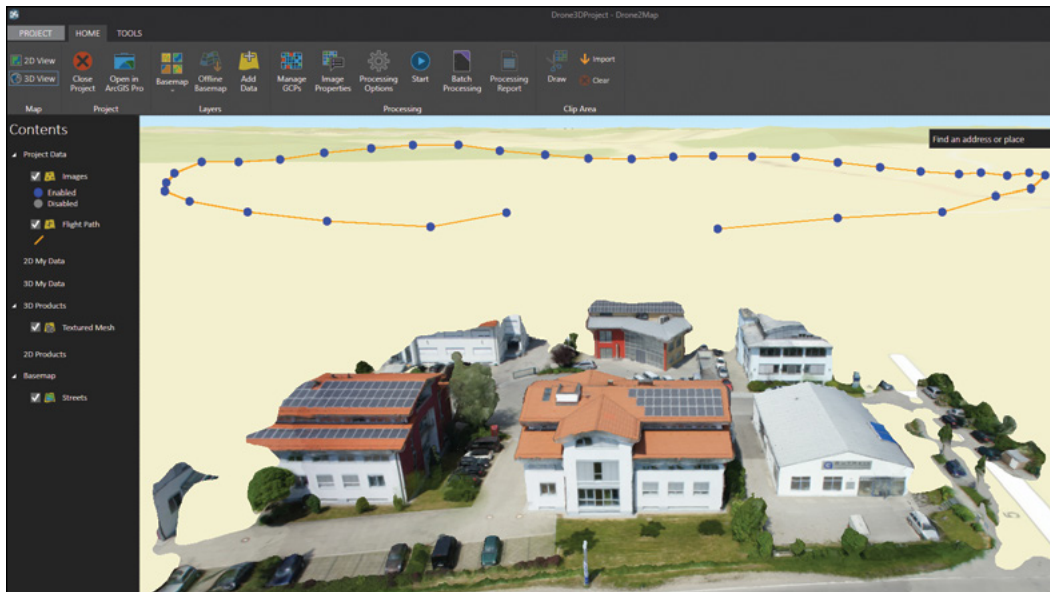 Drone3DProject - Drone2Map
PROJECT HOME TOOLS
2D View
3D View
Close Project
Open in ArcGIS Pro
Basemap
Offline Basemap
Add Data
Manage GCPs
Image Properties
Processing Options
Start
Batch Processing
Processing Report
Draw
Import
Clear
Map
Project
Layers
Processing
Clip Area
Contents
Find an address or place
Project Data
Images
Enabled
Disabled
Flight Path
2D My Data
3D My Data
3D Products
Textured Mesh
2D Products
Basemap
Streets